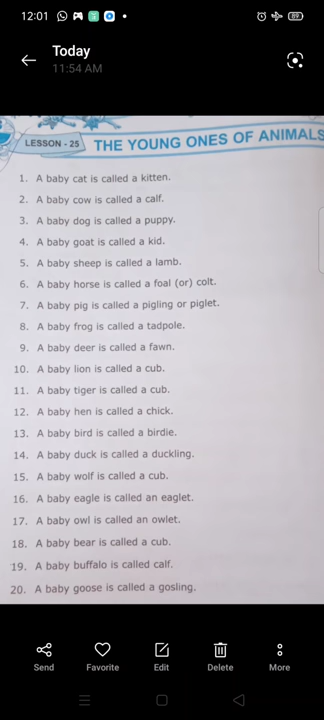 12:01
89
Today
11:54 AM
LESSON - 25
THE YOUNG ONES OF ANIMALS
1. A baby cat is called a kitten.
2. A baby cow is called a calf.
3. A baby dog is called a puppy.
4. A baby goat is called a kid.
5. A baby sheep is called a lamb.
6. A baby horse is called a foal (or) colt.
7. A baby pig is called a pigling or piglet.
8. A baby frog is called a tadpole.
9. A baby deer is called a fawn.
10. A baby lion is called a cub.
11. A baby tiger is called a cub.
12. A baby hen is called a chick.
13. A baby bird is called a birdie.
14. A baby duck is called a duckling.
15. A baby wolf is called a cub.
16. A baby eagle is called an eaglet.
17. A baby owl is called an owlet.
18. A baby bear is called a cub.
19. A baby buffalo is called calf.
20. A baby goose is called a gosling.
Send
Favorite
Edit
Delete
More